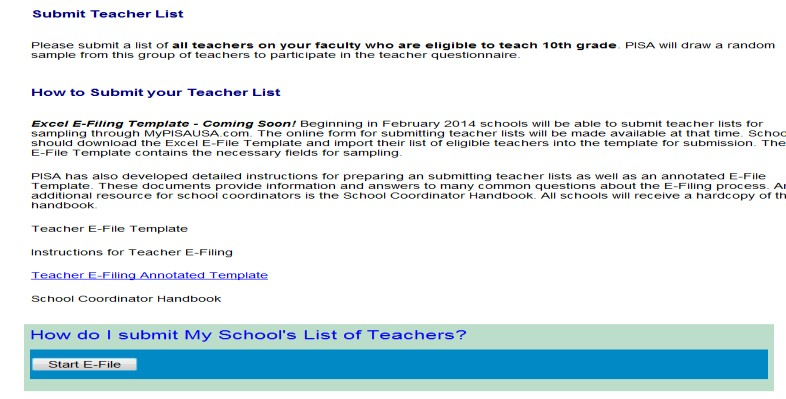 Submit Teacher List
Please submit a list of all teachers on your faculty who are eligible to teach 10th grade. PISA will draw a random
sample from this group of teachers to participate in the teacher questionnaire.
How to Submit your Teacher List
Excel E-Filing Template - Coming Soon! Beginning in February 2014 schools will be able to submit teacher lists for
sampling through MyPISAUSA.com. The online form for submitting teacher lists will be made available at that time. Schoo
should download the Excel E-File Template and import their list of eligible teachers into the template for submission. The
E-File Template contains the necessary fields for sampling.
PISA has also developed detailed instructions for preparing an submitting teacher lists as well as an annotated E-File
Template. These documents provide information and answers to many common questions about the E-Filing process. An
additional resource for school coordinators is the School Coordinator Handbook. All schools will receive a hardcopy of th
handbook.
Teacher E-File Template
Instructions for Teacher E-Filing
Teacher E-Filing Annotated Template
School Coordinator Handbook
How do I submit My School's List of Teachers?
Start E-File